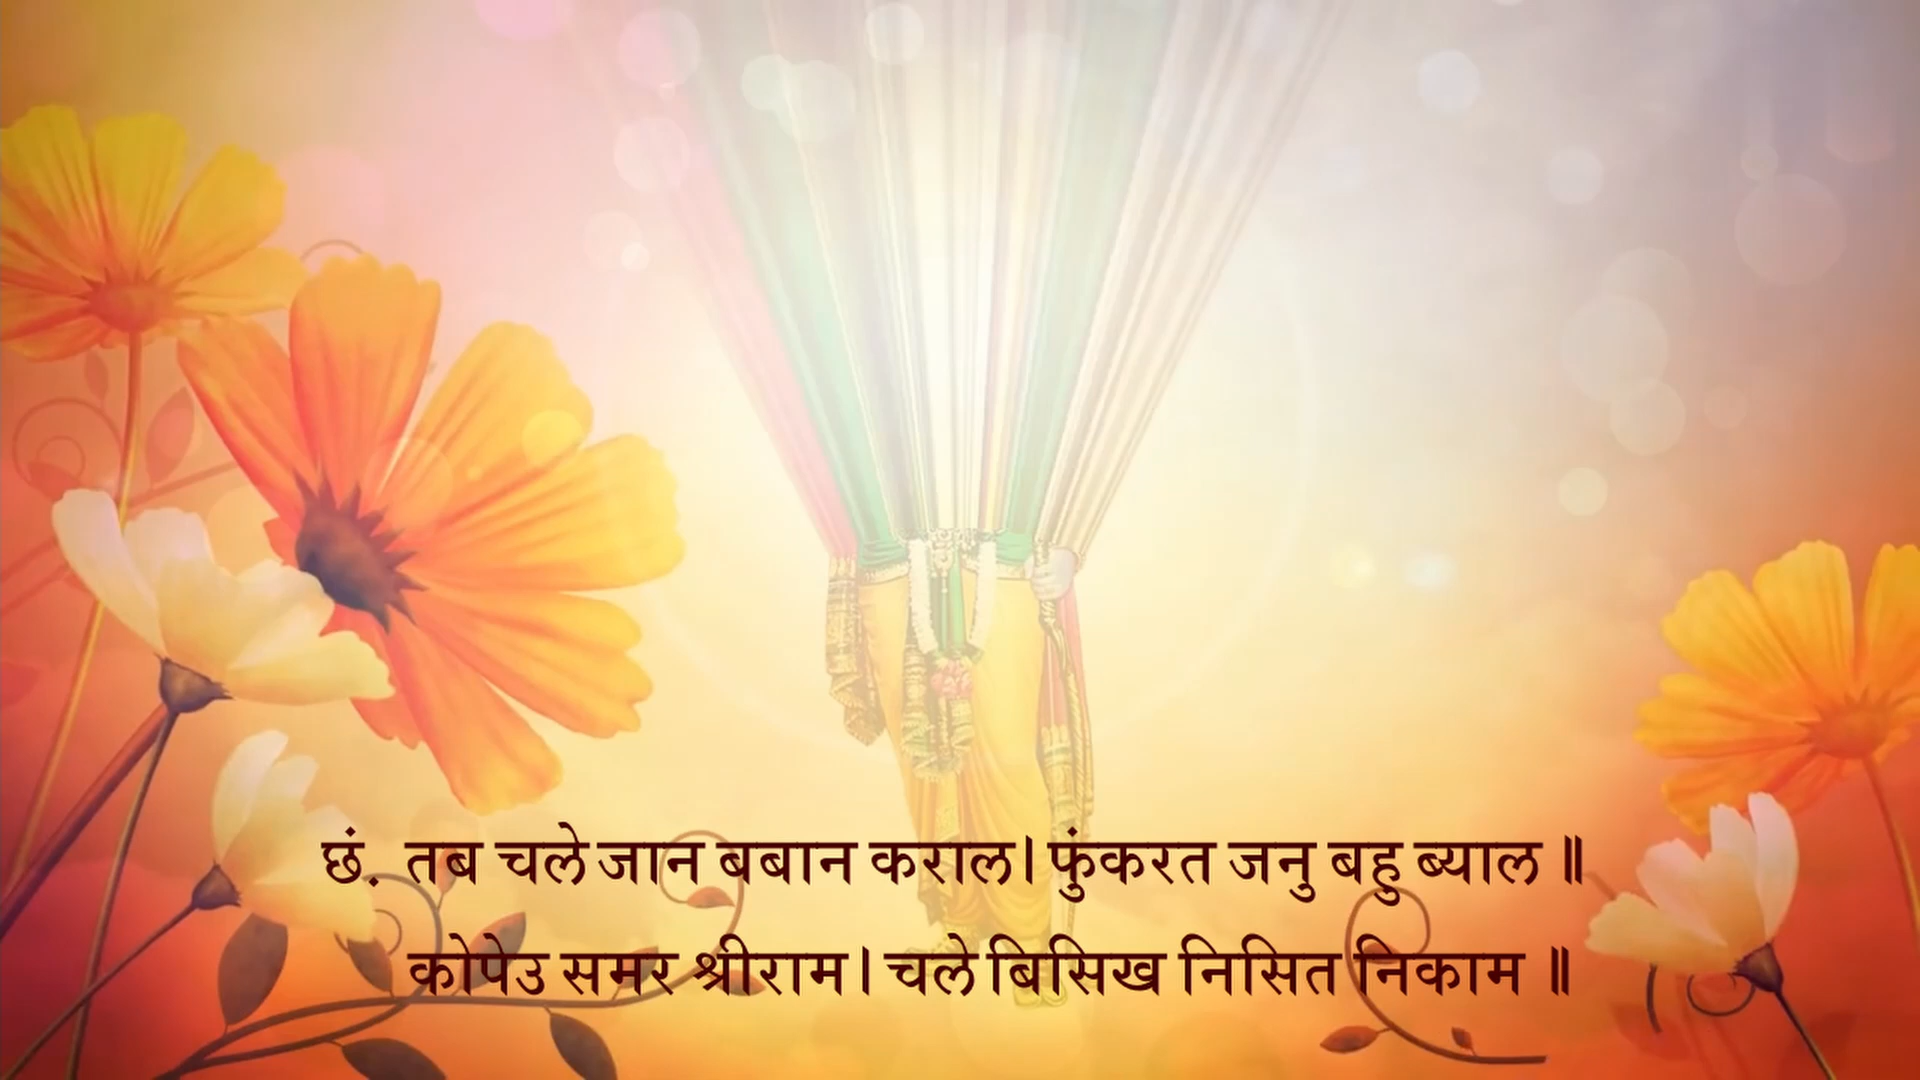 छं. तब चले जान बबान कराल। फुंकरत जनु बहु ब्याल ॥
कोपेउ समर श्रीराम। चले बिसिख निसित निकाम ॥